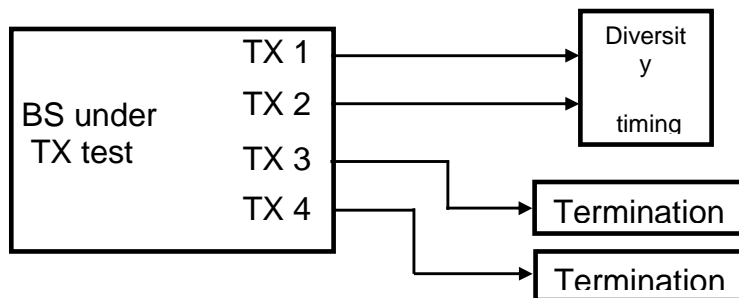 TX 1
TX 2
BS under
TX test
TX 3
TX 4
Diversit
y
timing
Termination
Termination